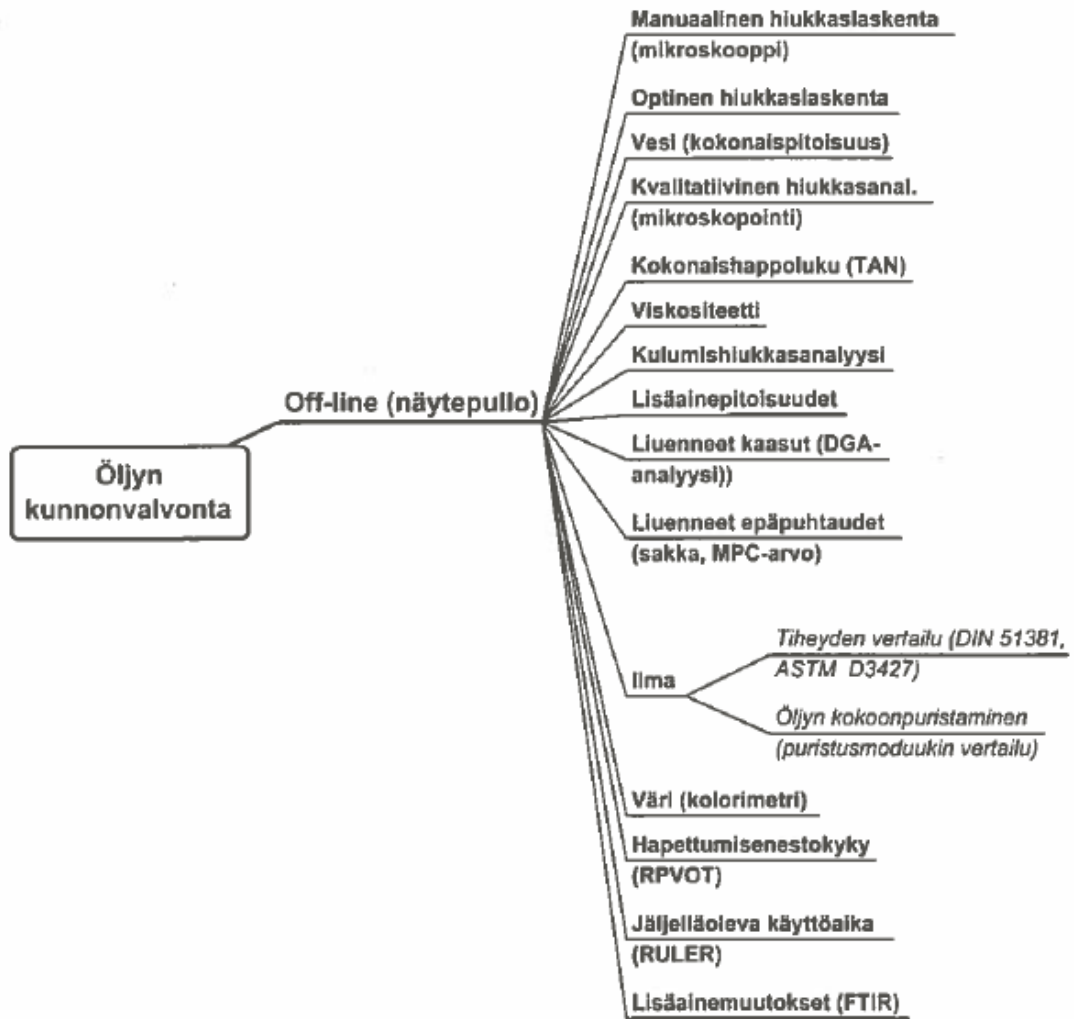 Manuaalinen hiukkaslaskenta
(mikroskooppi)
Optinen hiukkaslaskenta
Vesi (kokonaispitoisuus)
Kvalitatiivinen hiukkasanal.
(mikroskopointi)
Kokonaishappoluku (TAN)
Viskositeetti
Kulumishiukkasanalyysi
Off-line (näytepullo)
Lisäainepitoisuudet
Öljyn
kunnonvalvonta
Liuenneet kaasut (DGA-
analyysi))
Liuenneet epäpuhtaudet
(sakka, MPC-arvo)
Ilma
Tiheyden vertailu (DIN 51381,
ASTM D3427)
Öljyn kokoonpuristaminen
(puristusmoduukin vertailu)
Väri (kolorimetri)
Hapettumisenestokyky
(RPVOT)
Jäljelläoleva käyttöaika
(RULER)
Lisäainemuutokset (FTIR)